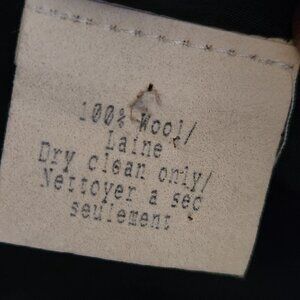 100% Wool/
Laine
Dry clean only/
Nettoyer a sec
seulement